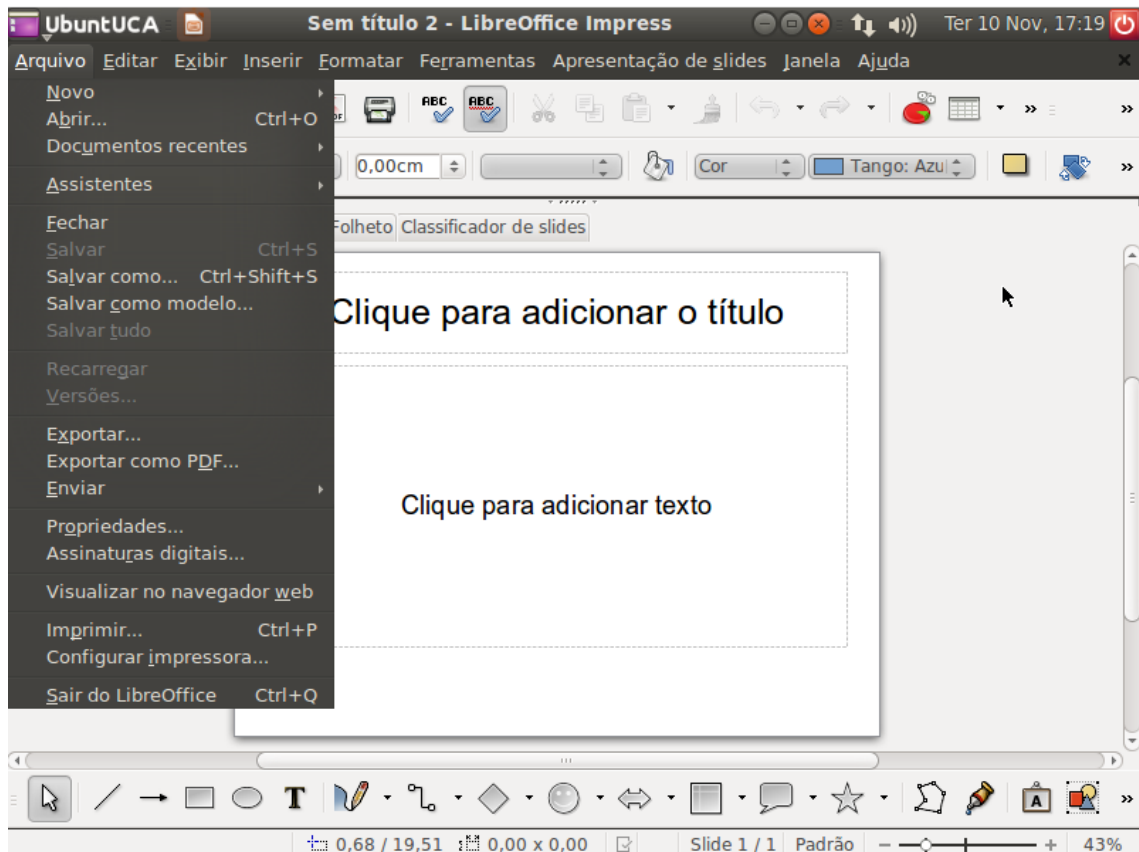 UbuntUCA Sem título 2 - LibreOffice Impress Ter 10 Nov, 17:19
Arquivo Editar Exibir Inserir Formatar Ferramentas Apresentação de slides Janela Ajuda
Novo
Abrir... Ctrl+O
Documentos recentes
Assistentes
Fechar
Salvar Ctrl+S
Salvar como... Ctrl+Shift+S
Salvar como modelo...
Salvar tudo
Recarregar
Versões...
Exportar...
Exportar como PDF...
Enviar
Propriedades...
Assinaturas digitais...
Visualizar no navegador web
Imprimir... Ctrl+P
Configurar impressora...
Sair do LibreOffice Ctrl+Q
ABC ABC
0,00cm Cor Tango: Azul
Folheto Classificador de slides
Clique para adicionar o título
Clique para adicionar texto
T A
0,68 / 19,51 0,00 x 0,00 Slide 1 / 1 Padrão 43%